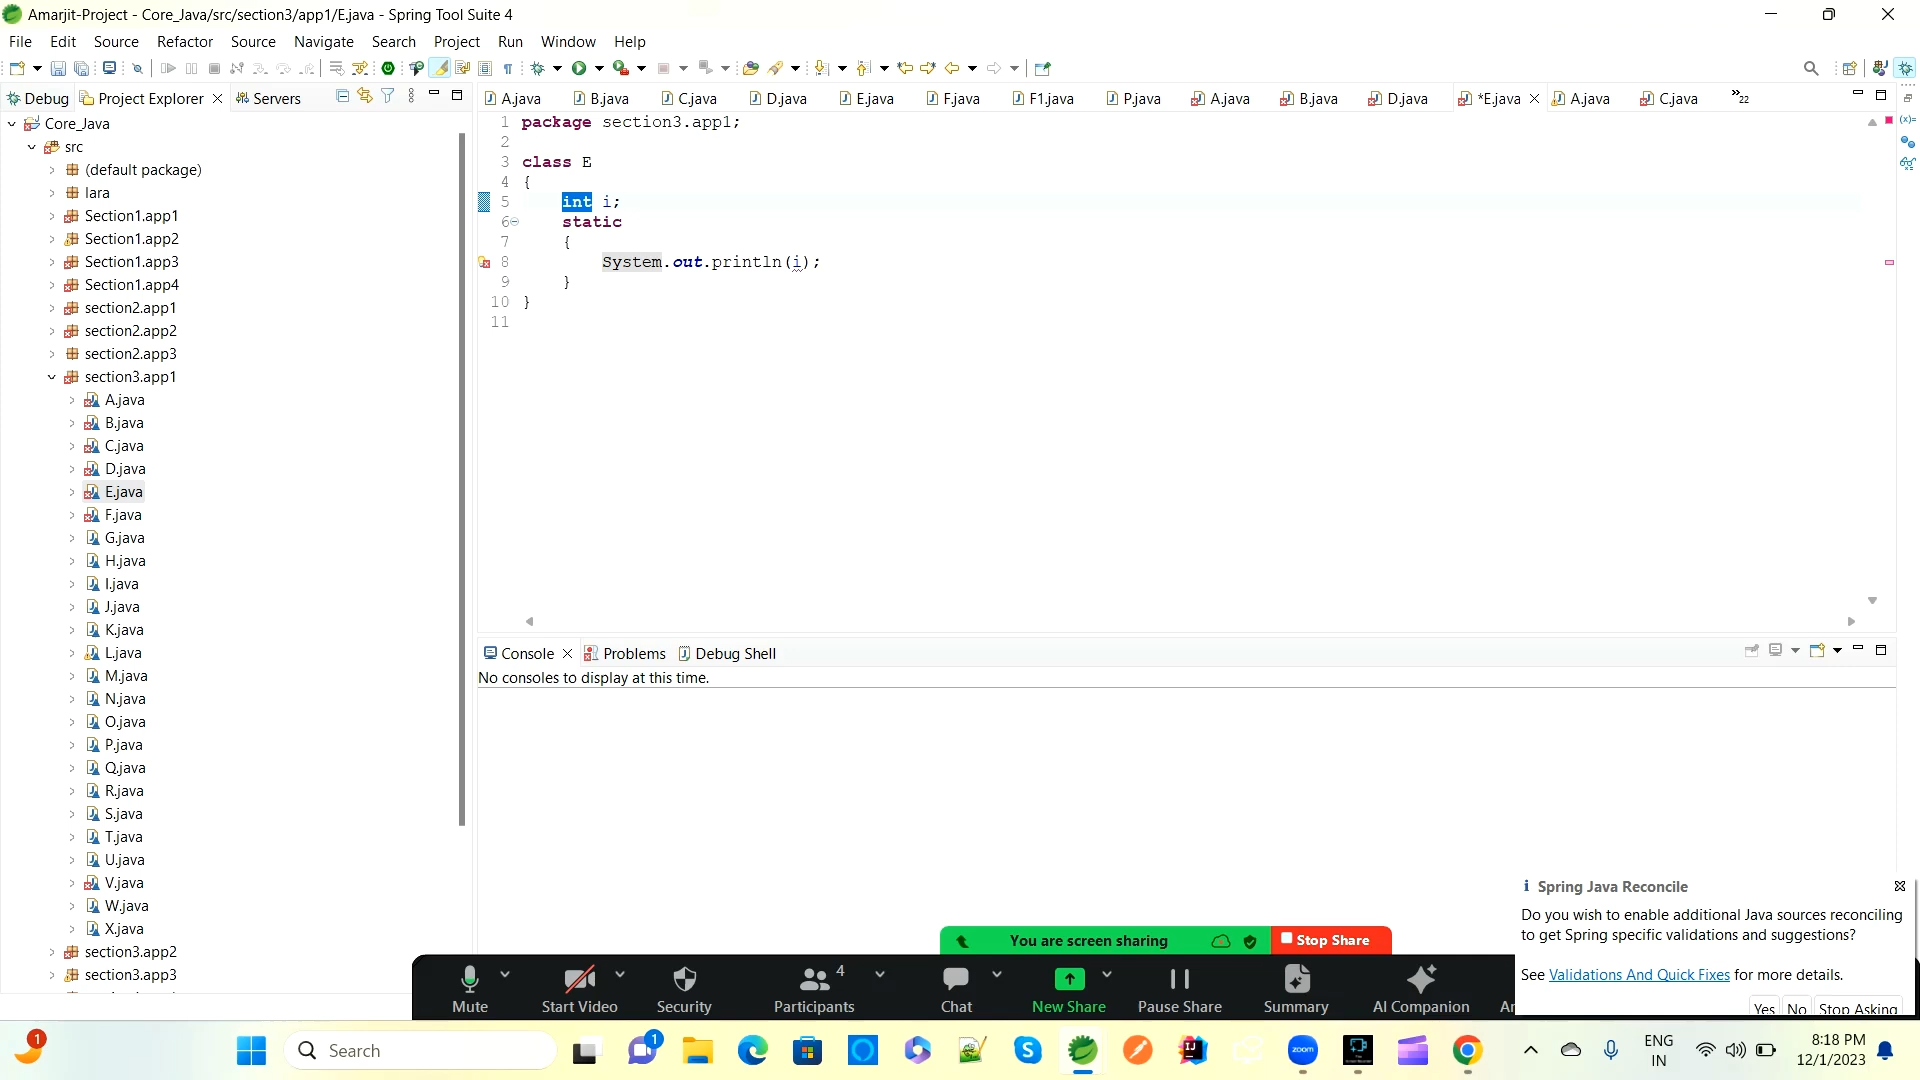 Amarjit-Project - Core_Java/src/section3/app1/E.java - Spring Tool Suite 4
File Edit Source Refactor Source Navigate Search Project Run Window Help
Debug Project Explorer Servers
A.java B.java C.java D.java E.java F.java F1.java P.java A.java B.java D.java *E.java A.java C.java »22
Core_Java
src
(default package)
lara
Section1.app1
Section1.app2
Section1.app3
Section1.app4
section2.app1
section2.app2
section2.app3
section3.app1
A.java
B.java
C.java
D.java
E.java
F.java
G.java
H.java
I.java
J.java
K.java
L.java
M.java
N.java
O.java
P.java
Q.java
R.java
S.java
T.java
U.java
V.java
W.java
X.java
section3.app2
section3.app3
1 package section3.app1;
2
3 class E
4 {
5 int i;
6 static
7 {
8 System.out.println(i);
9 }
10 }
11
Console Problems Debug Shell
No consoles to display at this time.
Spring Java Reconcile
Do you wish to enable additional Java sources reconciling
to get Spring specific validations and suggestions?
See Validations And Quick Fixes for more details.
Yes No Stop Asking
You are screen sharing Stop Share
4
Mute Start Video Security Participants Chat New Share Pause Share Summary AI Companion
1
Search
1
zoom
ENG
IN
8:18 PM
12/1/2023